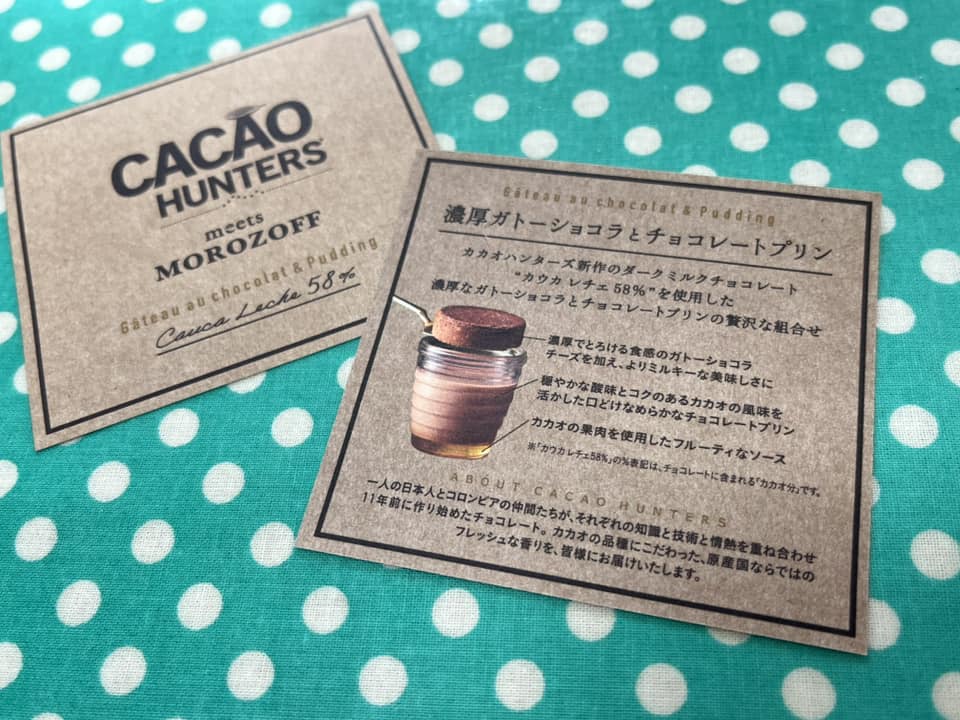 CACAO
HUNTERS
meets
MOROZOFF
Gâteau au chocolat & Pudding
Cauca Leche 58%
Gâteau au chocolat & Pudding
濃厚ガトーショコラとチョコレートプリン
カカオハンターズ新作のダークミルクチョコレート
“カウカ レチェ 58%”を使用した
濃厚なガトーショコラとチョコレートプリンの贅沢な組合せ
濃厚でとろける食感のガトーショコラ
チーズを加え、よりミルキーな美味しさに
穏やかな酸味とコクのあるカカオの風味を
活かした口どけなめらかなチョコレートプリン
カカオの果肉を使用したフルーティなソース
※「カウカ レチェ58%」の%表記は、チョコレートに含まれる「カカオ分」です。
ABOUT CACAO HUNTERS
一人の日本人とコロンビアの仲間たちが、それぞれの知識と技術と情熱を重ね合わせ
11年前に作り始めたチョコレート。カカオの品種にこだわった、原産国ならではの
フレッシュな香りを、皆様にお届けいたします。